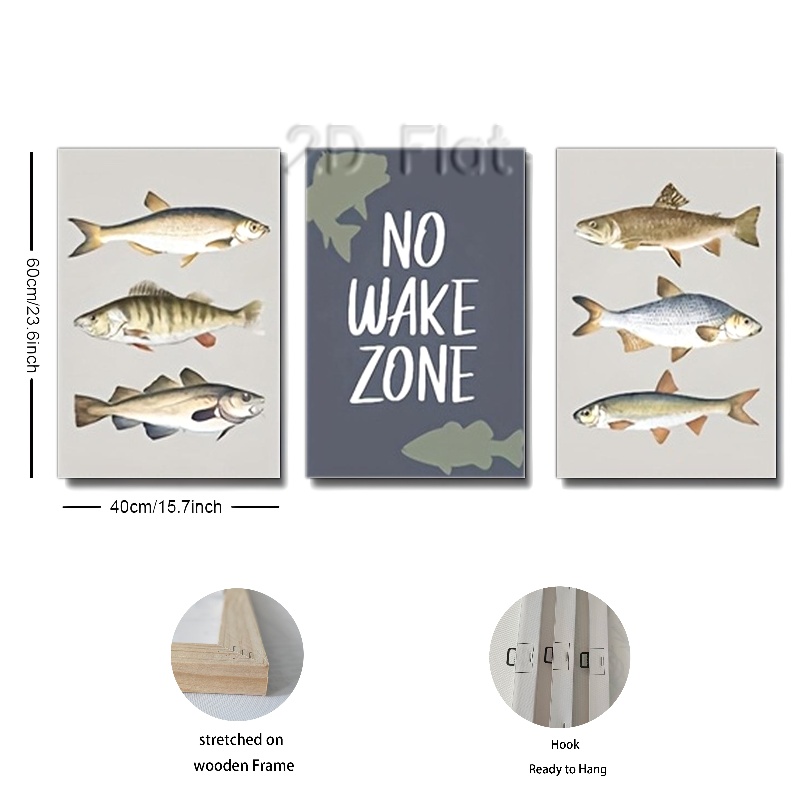 2D Flat
NO
WAKE
ZONE
60cm/23.6inch
40cm/15.7inch
stretched on
wooden Frame
Hook
Ready to Hang